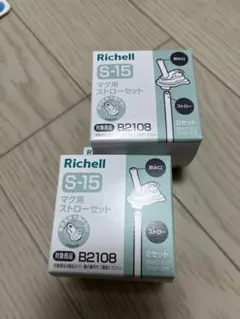 Richell
S-15
マグ用
ストローセット
飲み口
ストロー
2セット
対象商品 B2108
Richell
S-15
マグ用
ストローセット
飲み口
ストロー
2セット
対象商品 B2108